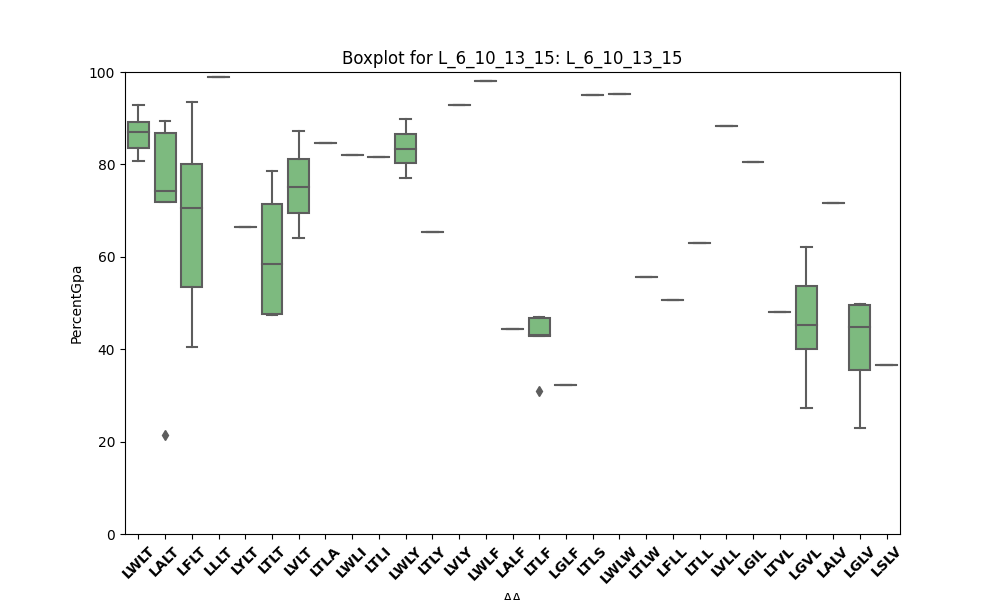 Boxplot for L_6_10_13_15: L_6_10_13_15
PercentGpa
100
80
60
40
20
0
LWLT LALT LFLT LLLT LYLT LTLT LVLT LTLA LWLI LTLI LWLY LTLY LVLY LWLF LALF LTLF LGLF LTLS LWLW LTLW LFLL LTLL LVLL LGIL LTVL LGVL LALV LGLV LSLV
AA